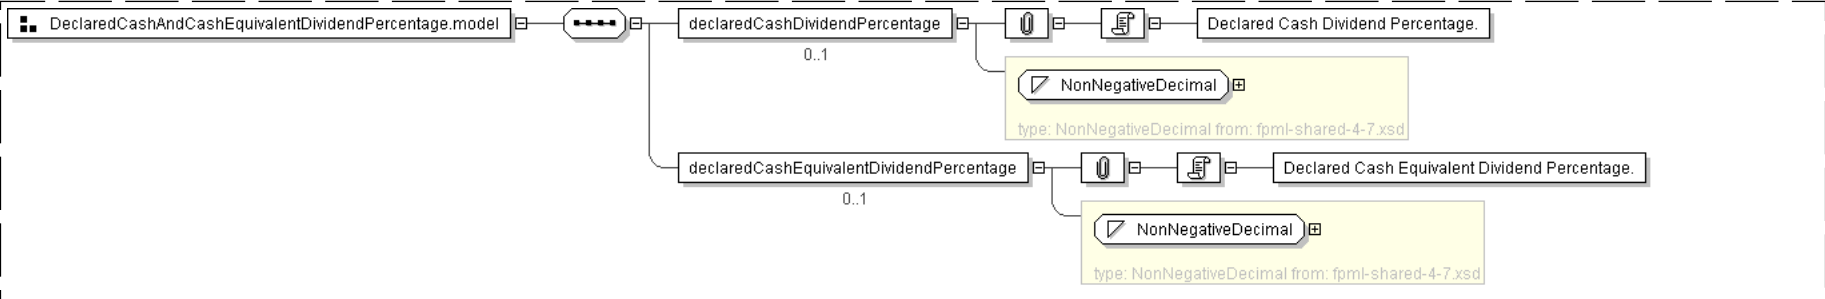 DeclaredCashAndCashEquivalentDividendPercentage.model
declaredCashDividendPercentage
Declared Cash Dividend Percentage.
0..1
NonNegativeDecimal
type: NonNegativeDecimal from: fpml-shared-4-7.xsd
declaredCashEquivalentDividendPercentage
Declared Cash Equivalent Dividend Percentage.
0..1
NonNegativeDecimal
type: NonNegativeDecimal from: fpml-shared-4-7.xsd